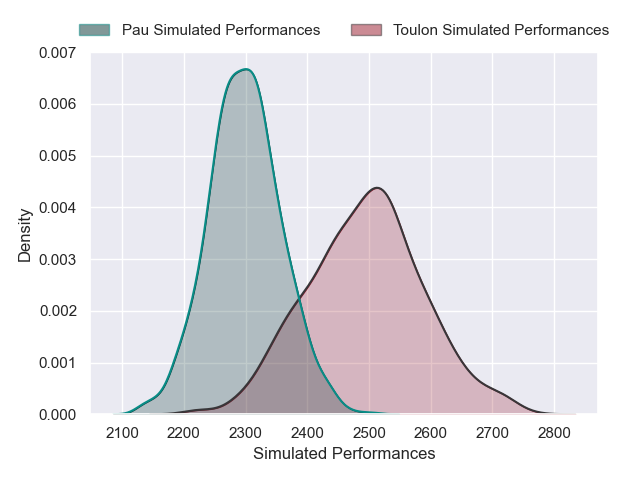 Pau Simulated Performances
Toulon Simulated Performances
0.007
0.006
0.005
0.004
0.003
0.002
0.001
0.000
Density
2100 2200 2300 2400 2500 2600 2700 2800
Simulated Performances